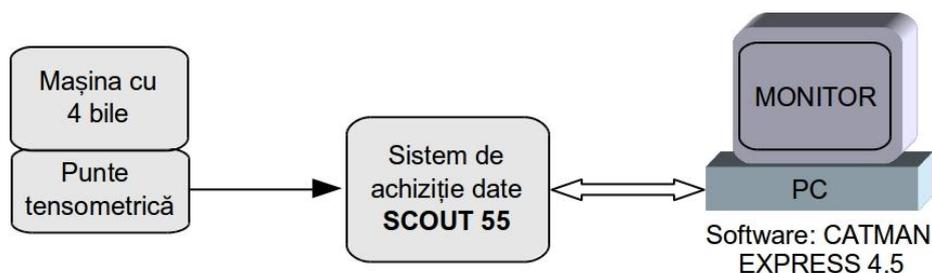 Mașina cu
4 bile
Punte
tensometrică
Sistem de
achiziție date
SCOUT 55
MONITOR
PC
Software: CATMAN
EXPRESS 4.5